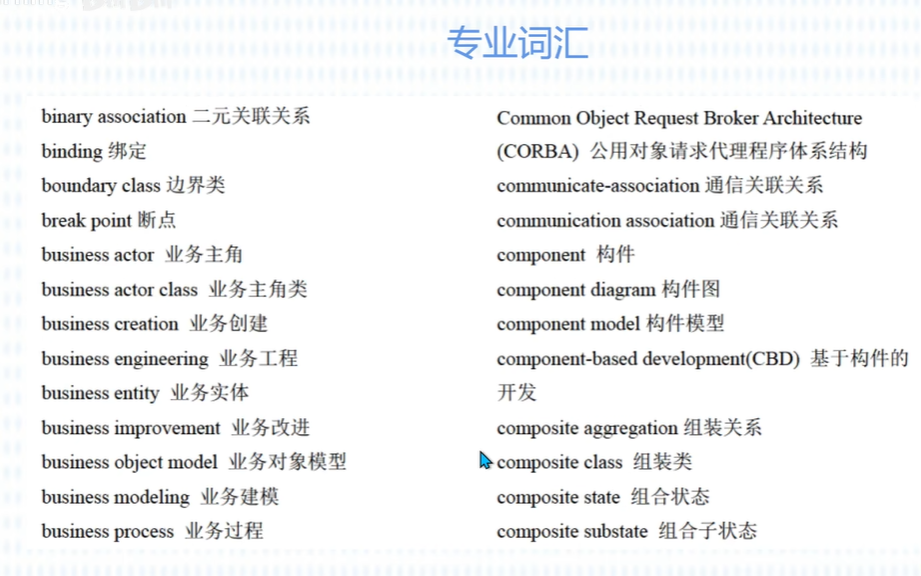 专业词汇
binary association 二元关联关系
binding 绑定
boundary class 边界类
break point 断点
business actor 业务主角
business actor class 业务主角类
business creation 业务创建
business engineering 业务工程
business entity 业务实体
business improvement 业务改进
business object model 业务对象模型
business modeling 业务建模
business process 业务过程
Common Object Request Broker Architecture
(CORBA) 公用对象请求代理程序体系结构
communicate-association 通信关联关系
communication association 通信关联关系
component 构件
component diagram 构件图
component model 构件模型
component-based development(CBD) 基于构件的
开发
composite aggregation 组装关系
composite class 组装类
composite state 组合状态
composite substate 组合子状态